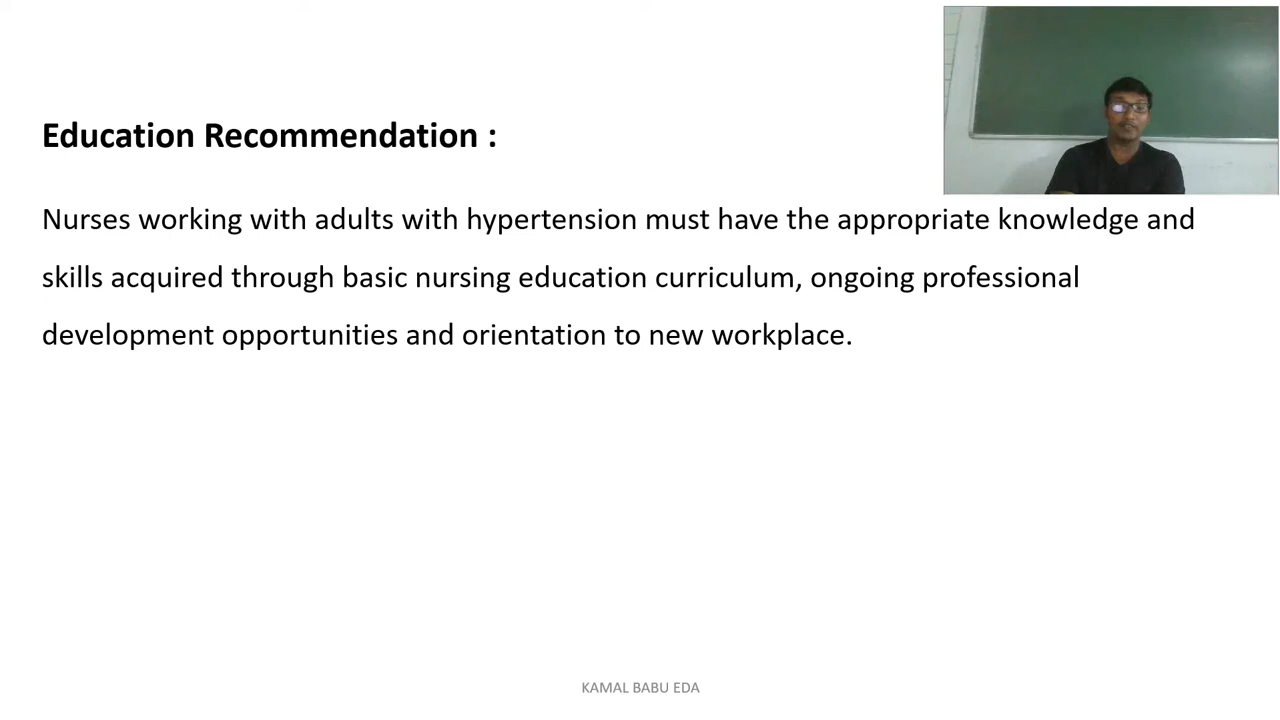 Education Recommendation :
Nurses working with adults with hypertension must have the appropriate knowledge and
skills acquired through basic nursing education curriculum, ongoing professional
development opportunities and orientation to new workplace.
KAMAL BABU EDA